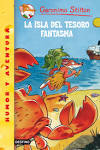 Geronimo Stilton
LA ISLA DEL TESORO
FANTASMA
HUMOR Y AVENTURA
DESTINO